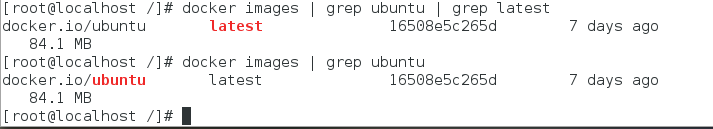 [root@localhost /]# docker images | grep ubuntu | grep latest
docker.io/ubuntu       latest              16508e5c265d        7 days ago
   84.1 MB
[root@localhost /]# docker images | grep ubuntu
docker.io/ubuntu       latest              16508e5c265d        7 days ago
   84.1 MB
[root@localhost /]#